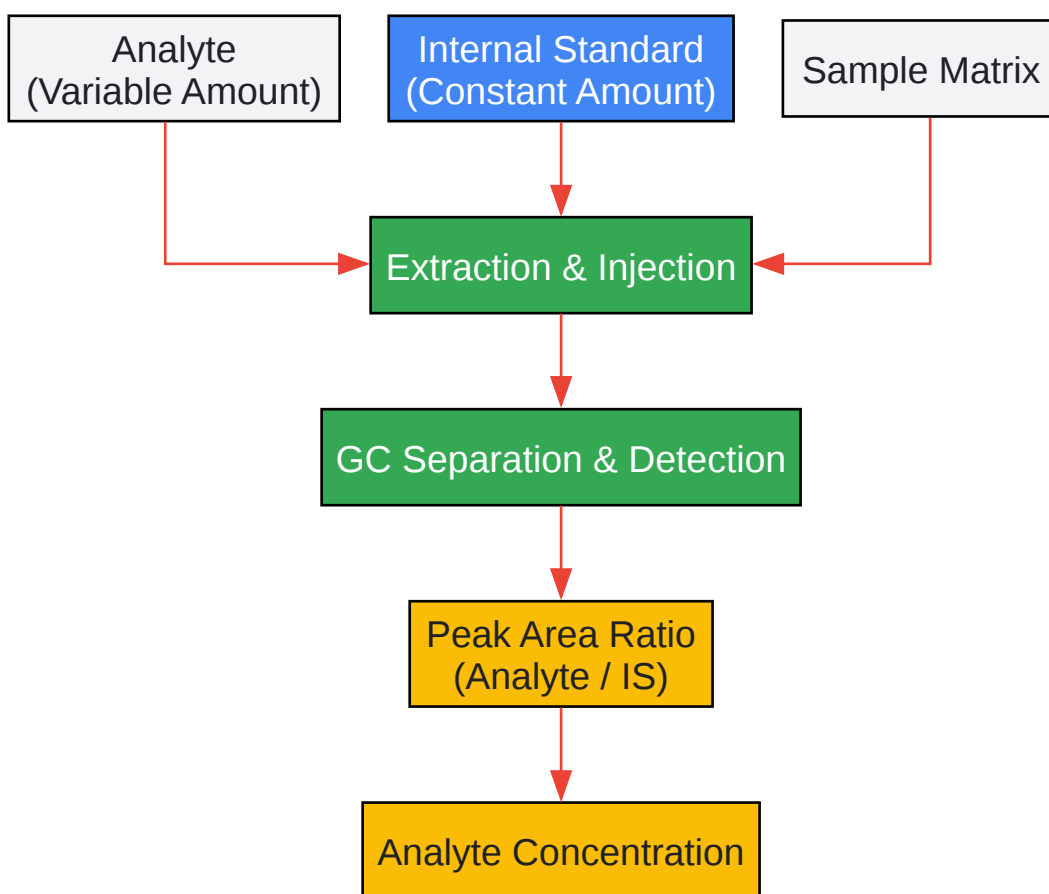 Analyte
(Variable Amount)
Internal Standard
(Constant Amount)
Sample Matrix
Extraction & Injection
GC Separation & Detection
Peak Area Ratio
(Analyte / IS)
Analyte Concentration